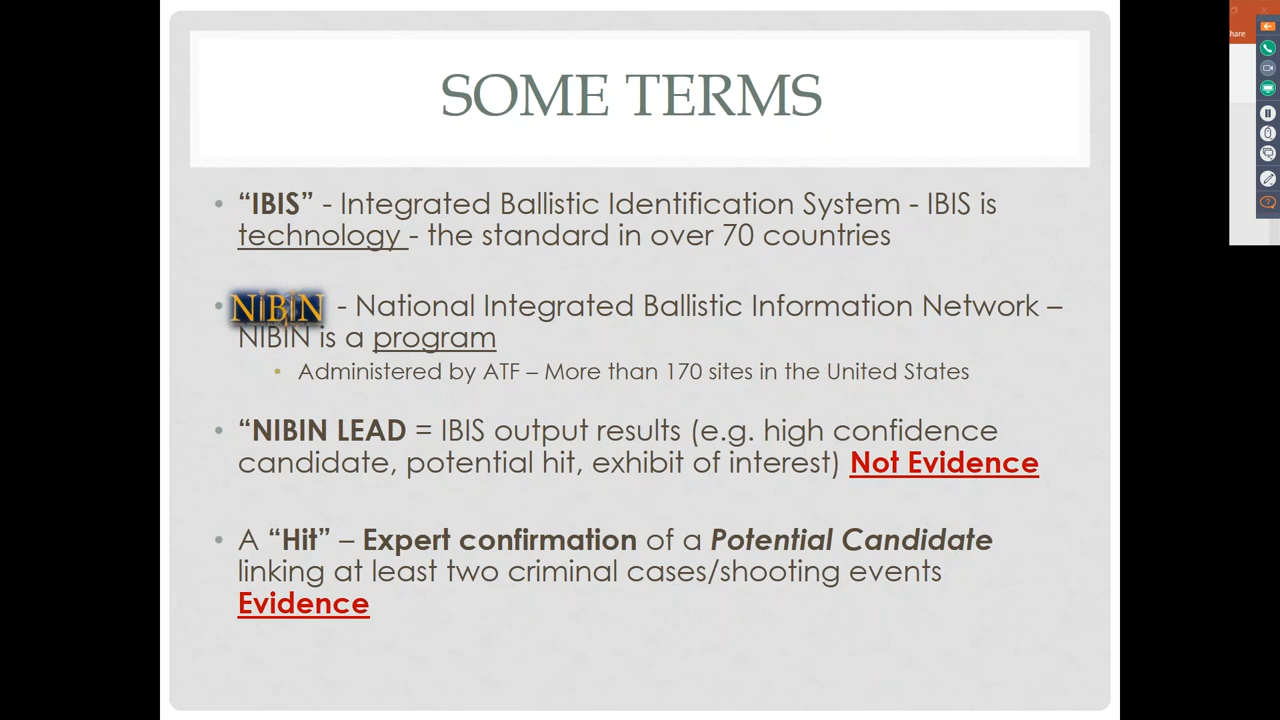 SOME TERMS
hare
• “IBIS” - Integrated Ballistic Identification System - IBIS is
technology - the standard in over 70 countries
• NIBIN - National Integrated Ballistic Information Network –
NIBIN is a program
• Administered by ATF – More than 170 sites in the United States
• “NIBIN LEAD = IBIS output results (e.g. high confidence
candidate, potential hit, exhibit of interest) Not Evidence
• A “Hit” – Expert confirmation of a Potential Candidate
linking at least two criminal cases/shooting events
Evidence